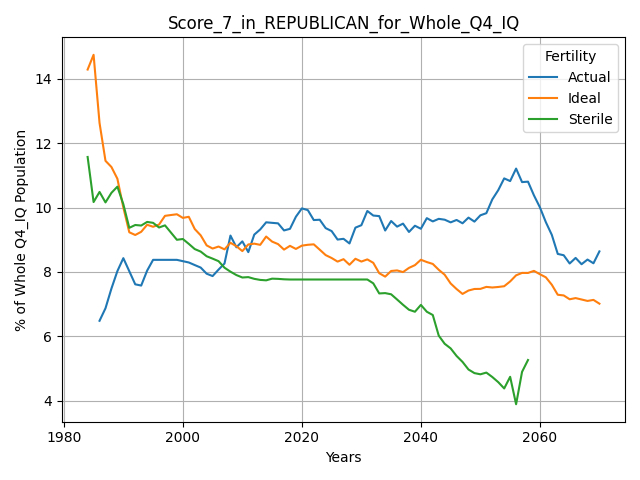 Score_7_in_REPUBLICAN_for_Whole_Q4_IQ
Fertility
Actual
Ideal
Sterile
% of Whole Q4_IQ Population
14
12
10
8
6
4
1980
2000
2020
2040
2060
Years